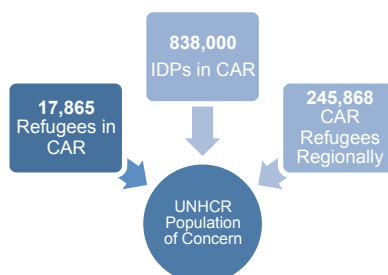 838,000
IDPs in CAR
17,865
Refugees in
CAR
245,868
CAR
Refugees
Regionally
UNHCR
Population
of Concern